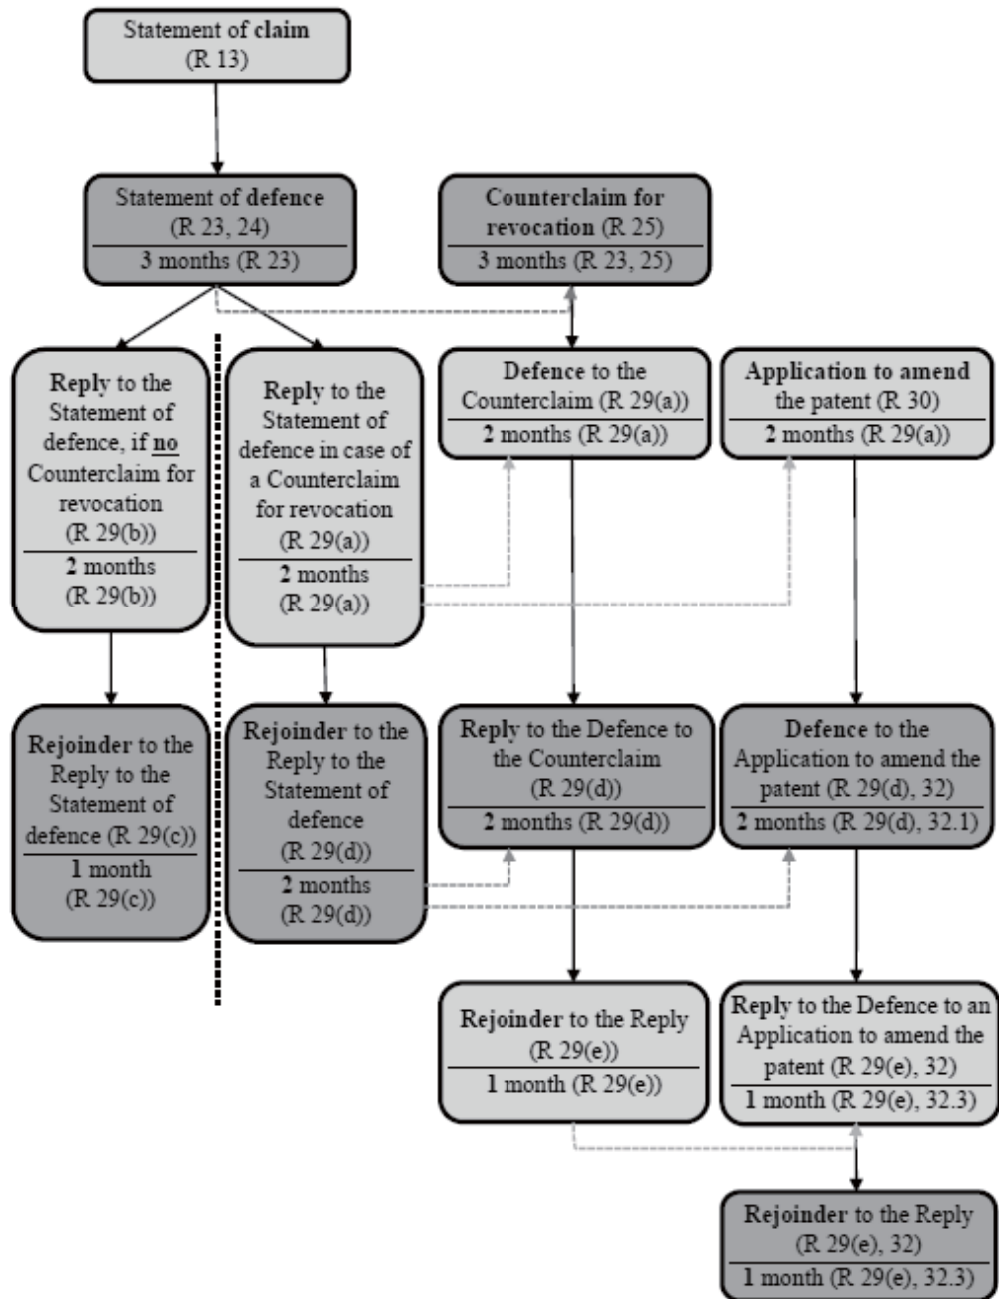 Statement of claim
(R 13)
Statement of defence
(R 23, 24)
3 months (R 23)
Counterclaim for
revocation (R 25)
3 months (R 23, 25)
Reply to the
Statement of
defence, if no
Counterclaim for
revocation
(R 29(b))
2 months
(R 29(b))
Reply to the
Statement of
defence in case of
a Counterclaim
for revocation
(R 29(a))
2 months
(R 29(a))
Defence to the
Counterclaim (R 29(a))
2 months (R 29(a))
Application to amend
the patent (R 30)
2 months (R 29(a))
Rejoinder to the
Reply to the
Statement of
defence (R 29(c))
1 month
(R 29(c))
Rejoinder to the
Reply to the
Statement of
defence
(R 29(d))
2 months
(R 29(d))
Reply to the Defence to
the Counterclaim
(R 29(d))
2 months (R 29(d))
Defence to the
Application to amend the
patent (R 29(d), 32)
2 months (R 29(d), 32.1)
Rejoinder to the Reply
(R 29(e))
1 month (R 29(e))
Reply to the Defence to an
Application to amend the
patent (R 29(e), 32)
1 month (R 29(e), 32.3)
Rejoinder to the Reply
(R 29(e), 32)
1 month (R 29(e), 32.3)